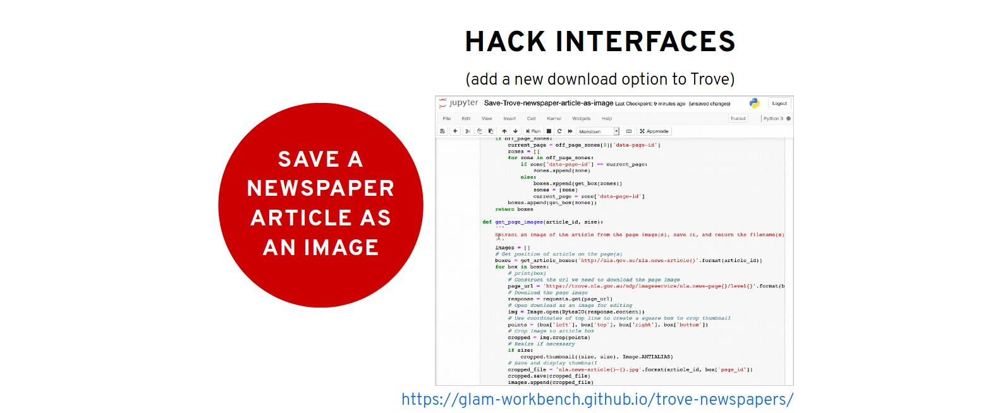 HACK INTERFACES
(add a new download option to Trove)
SAVE A
NEWSPAPER
ARTICLE AS
AN IMAGE
jupyter Save-Trove-newspaper-article-as-image Last Checkpoint: 9 minutes ago (unsaved changes) Logout
File Edit View Insert Cell Kernel Widgets Help Trusted Python 3
Run Markdown Appmode
if off_page_zones:
current_page = off_page_zones[0]['data-page-id']
zones = []
for zone in off_page_zones:
if zone['data-page-id'] == current_page:
zones.append(zone)
else:
boxes.append(get_box(zones))
zones = [zone]
current_page = zone['data-page-id']
boxes.append(get_box(zones))
return boxes
def get_page_images(article_id, size):
'''
Extract an image of the article from the page image(s), save it, and return the filename(s)
'''
images = []
# Get position of article on the page(s)
boxes = get_article_boxes('http://nla.gov.au/nla.news-article{}'.format(article_id))
for box in boxes:
# print(box)
# Construct the url we need to download the page image
page_url = 'https://trove.nla.gov.au/ndp/imageservice/nla.news-page{}/level{}'.format(b
# Download the page image
response = requests.get(page_url)
# Open download as an image for editing
img = Image.open(BytesIO(response.content))
# Use coordinates of top line to create a square box to crop thumbnail
points = (box['left'], box['top'], box['right'], box['bottom'])
# Crop image to article box
cropped = img.crop(points)
# Resize if necessary
if size:
cropped.thumbnail((size, size), Image.ANTIALIAS)
# Save and display thumbnail
cropped_file = 'nla.news-article{}-{}.jpg'.format(article_id, box['page_id'])
cropped.save(cropped_file)
images.append(cropped_file)
https://glam-workbench.github.io/trove-newspapers/